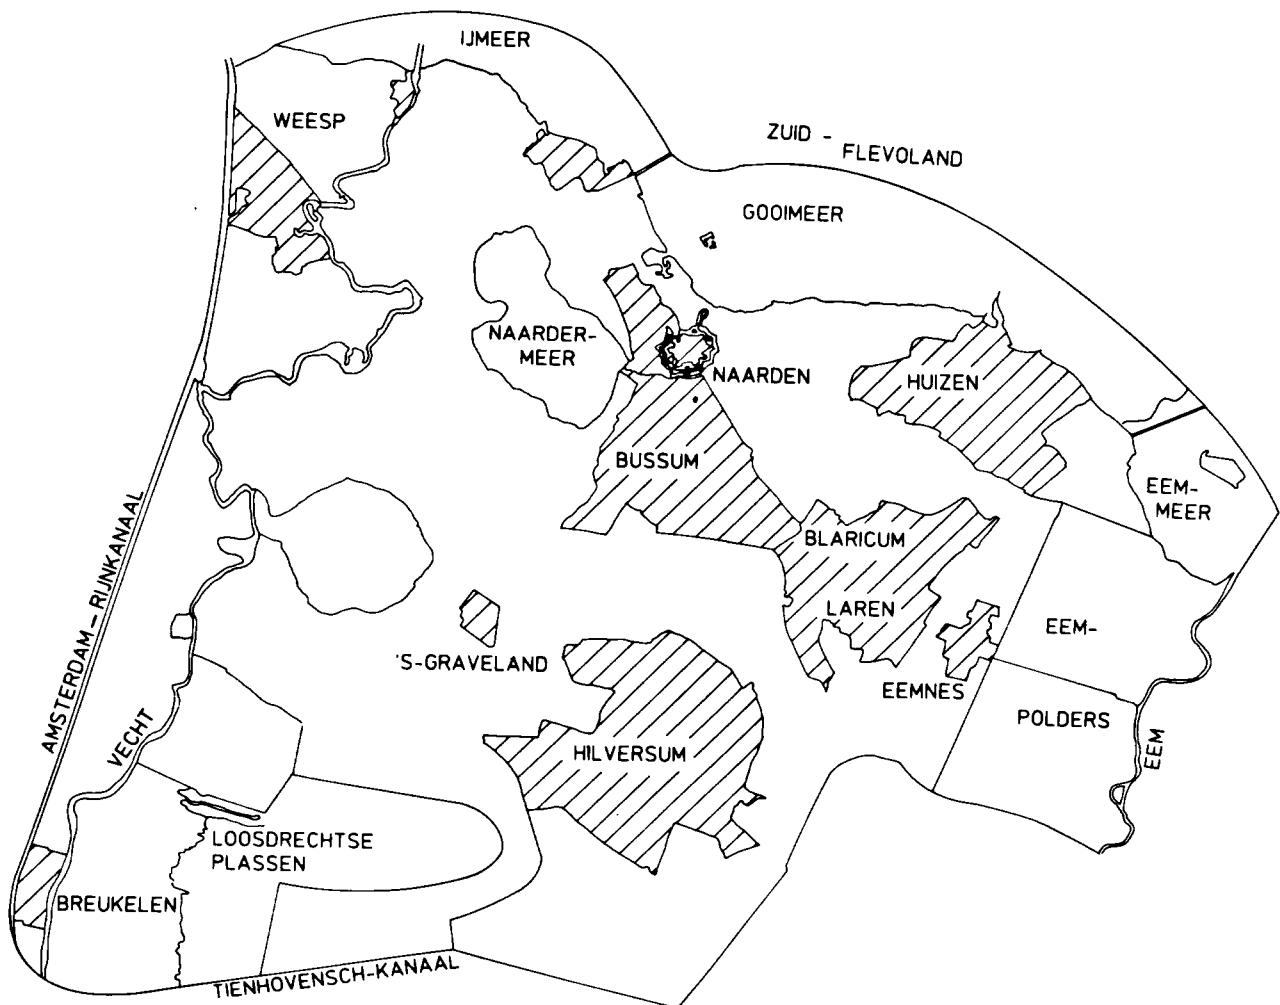 IJMEER
WEESP
ZUID -
FLEVOLAND
GOOIMEER
NAARDER-
MEER
NAARDEN
HUIZEN
BUSSUM
EEM-
MEER
BLARICUM
LAREN
EEM-
'S-GRAVELAND
EEMNES
POLDERS
AMSTERDAM-RIJNKANAAL
VECHT
HILVERSUM
EEM
LOOSDRECHTSE
PLASSEN
BREUKELEN
TIENHOVENSCH-KANAAL